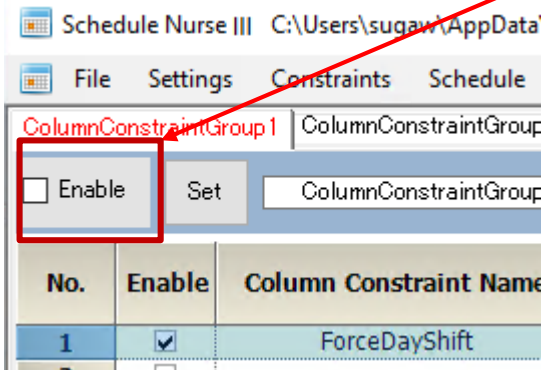 Schedule Nurse III C:\Users\sugaw\AppData\
File Settings Constraints Schedule
ColumnConstraintGroup1 ColumnConstraintGroup
Enable Set ColumnConstraintGroup
No. Enable Column Constraint Name
1 ForceDayShift